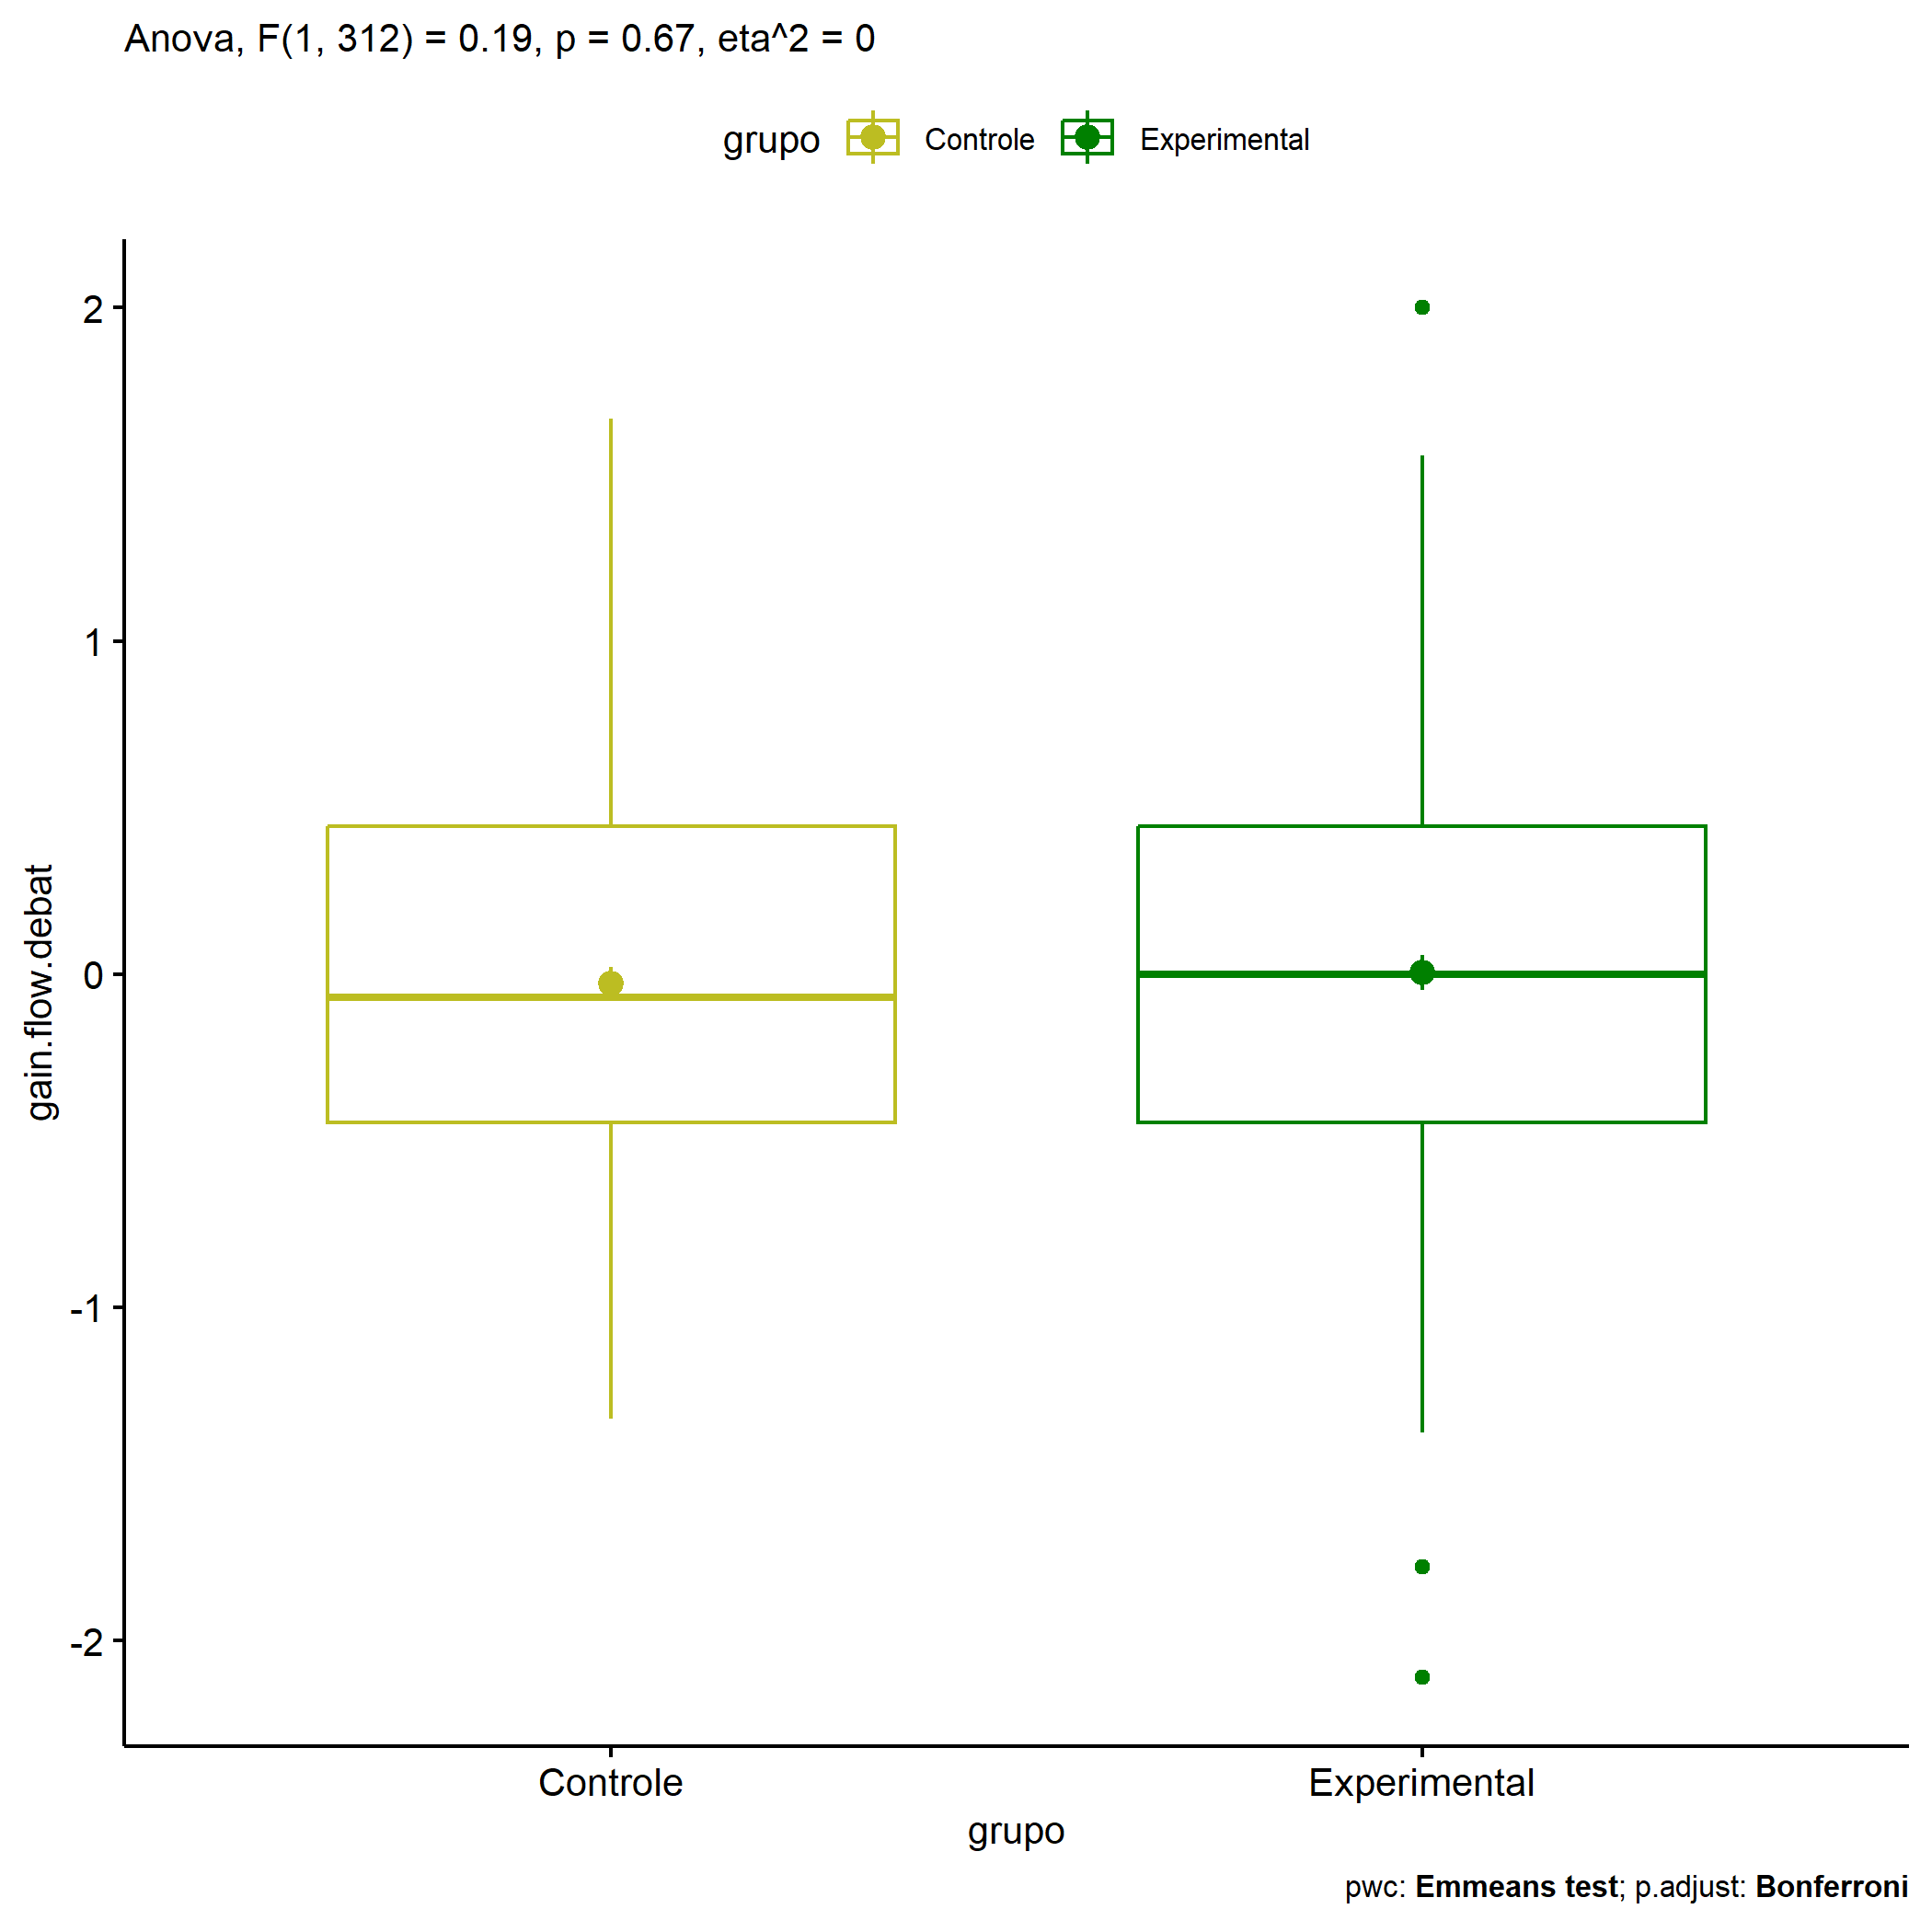 Anova, F(1, 312) = 0.19, p = 0.67, eta^2 = 0
grupo Controle Experimental
2
1
0
-1
-2
gain.flow.debat
Controle Experimental
grupo
pwc: Emmeans test; p.adjust: Bonferroni